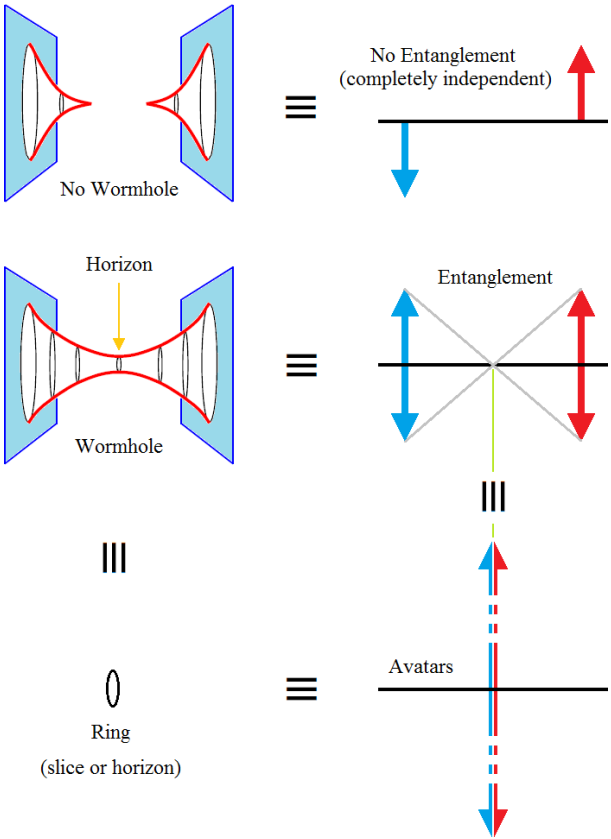 No Entanglement
(completely independent)
No Wormhole
Horizon
Entanglement
Wormhole
Avatars
Ring
(slice or horizon)